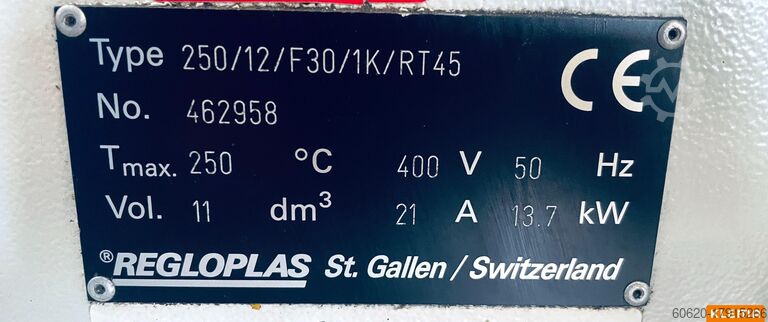 Type 250/12/F30/1K/RT45
No. 462958
CE
Tmax. 250 °C 400 V 50 Hz
Vol. 11 dm³ 21 A 13.7 kW
®REGLOPLAS St. Gallen / Switzerland